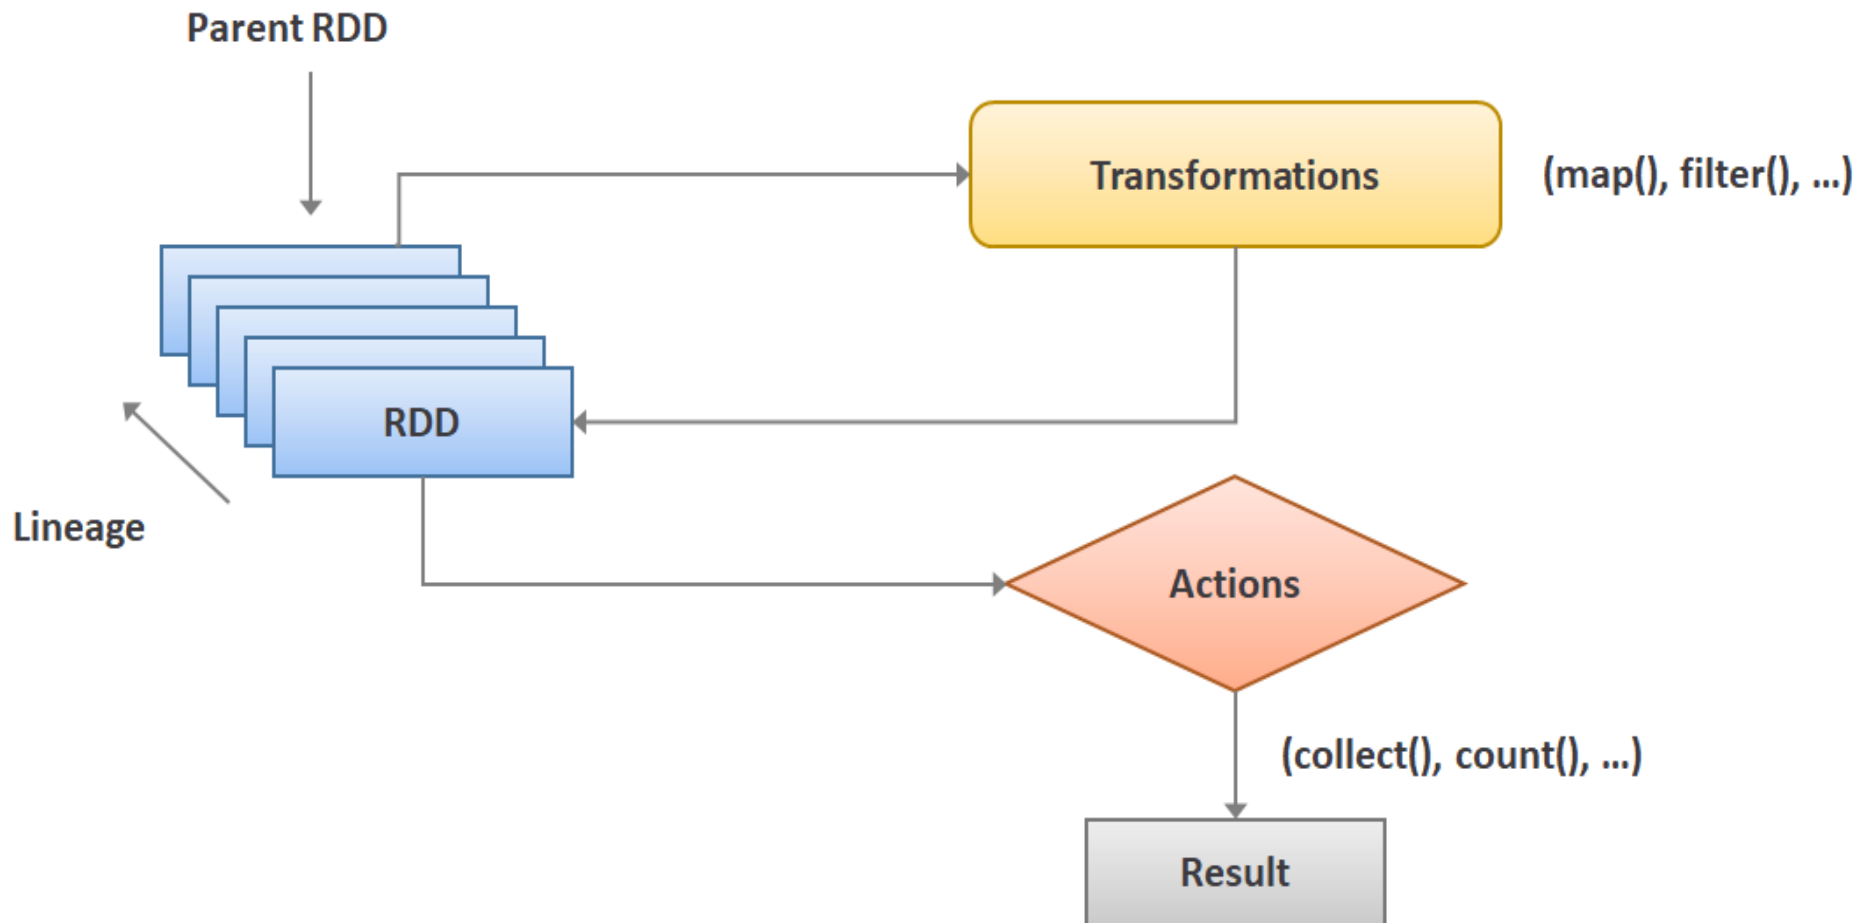 Parent RDD
Transformations
(map(), filter(), ...)
RDD
Lineage
Actions
(collect(), count(), ...)
Result